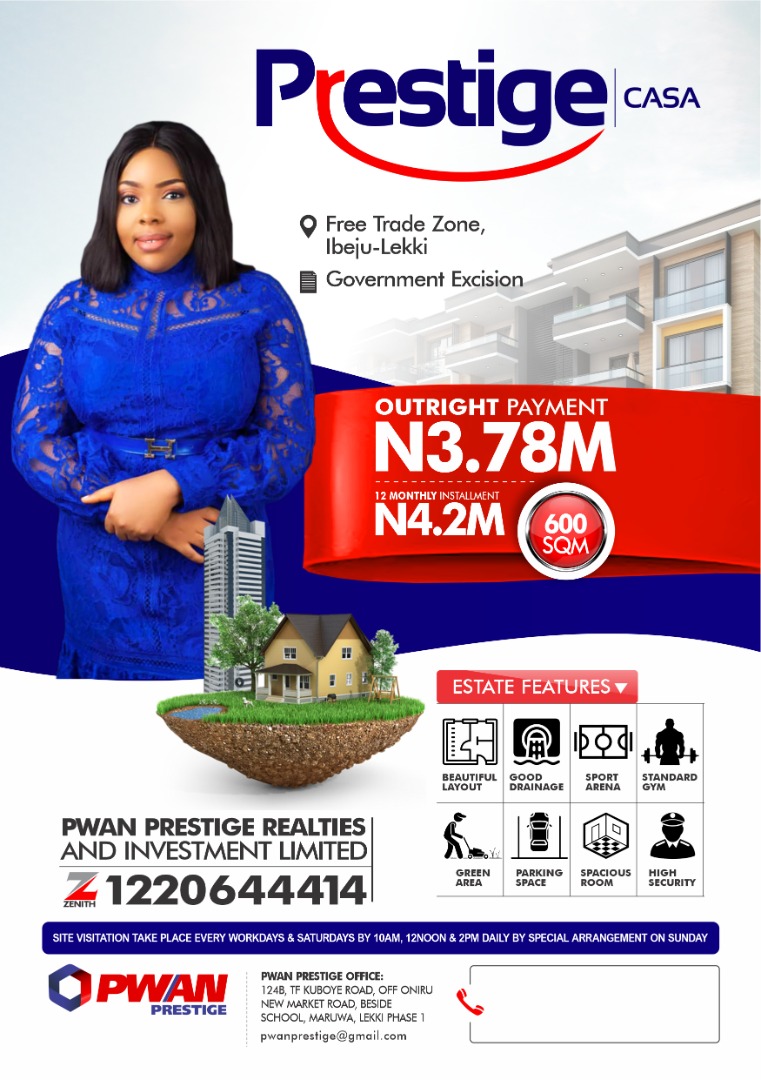 Prestige CASA
Free Trade Zone,
Ibeju-Lekki
Government Excision
OUTRIGHT PAYMENT
N3.78M
12 MONTHLY INSTALLMENT
N4.2M
600
SQM
ESTATE FEATURES
BEAUTIFUL
LAYOUT
GOOD
DRAINAGE
SPORT
ARENA
STANDARD
GYM
GREEN
AREA
PARKING
SPACE
SPACIOUS
ROOM
HIGH
SECURITY
PWAN PRESTIGE REALTIES
AND INVESTMENT LIMITED
Z
ZENITH
1220644414
SITE VISITATION TAKE PLACE EVERY WORKDAYS & SATURDAYS BY 10AM, 12NOON & 2PM DAILY BY SPECIAL ARRANGEMENT ON SUNDAY
PWAN
PRESTIGE
PWAN PRESTIGE OFFICE:
124B, TF KUBOYE ROAD, OFF ONIRU
NEW MARKET ROAD, BESIDE
SCHOOL, MARUWA, LEKKI PHASE 1
pwanprestige@gmail.com